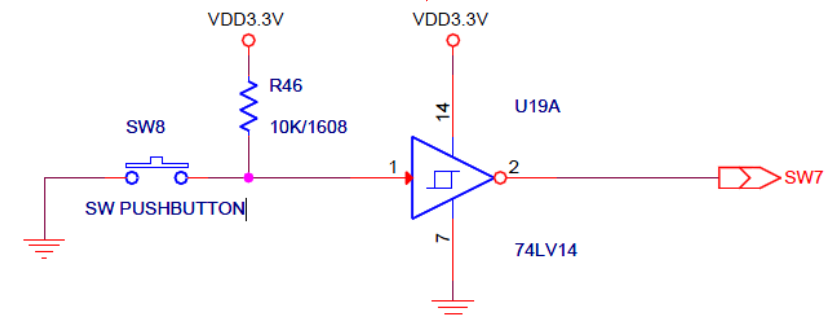 VDD3.3V
VDD3.3V
R46
10K/1608
SW8
SW PUSHBUTTON
14
U19A
1
2
SW7
7
74LV14